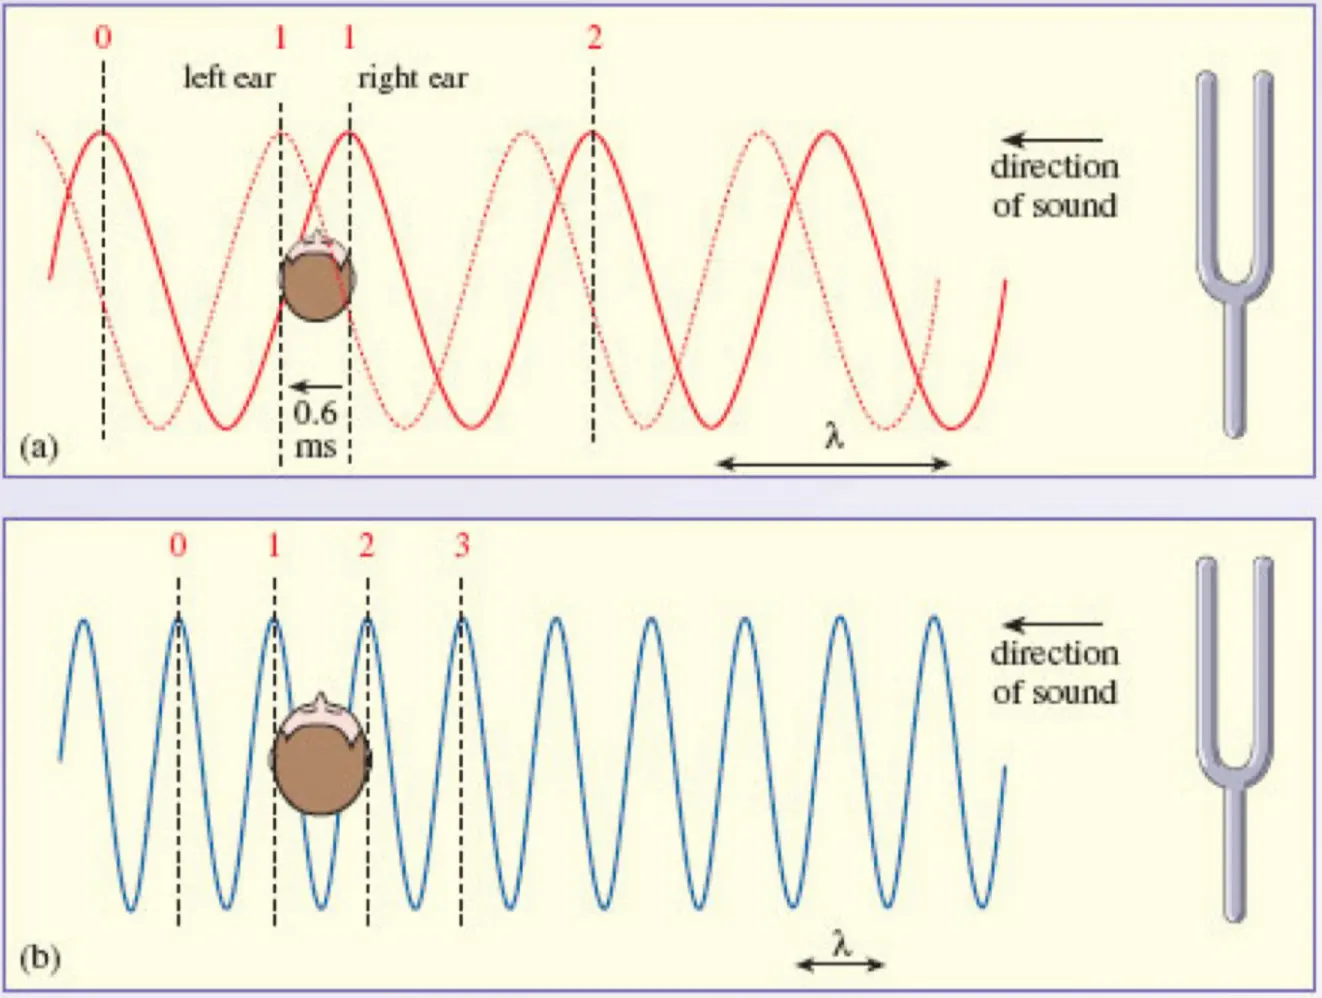 0 1 1 2
left ear right ear
direction
of sound
0.6
ms
λ
(a)
0 1 2 3
direction
of sound
λ
(b)